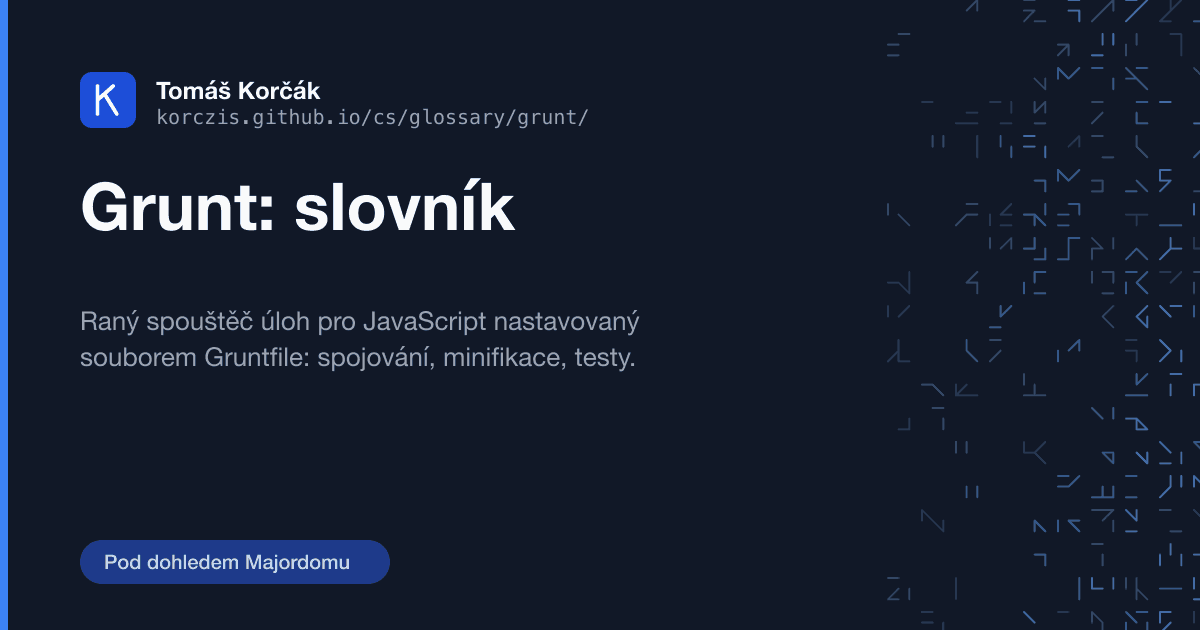 K
Tomáš Korčák
korczis.github.io/cs/glossary/grunt/
Grunt: slovník
Raný spouštěč úloh pro JavaScript nastavovaný
souborem Gruntfile: spojování, minifikace, testy.
Pod dohledem Majordomu